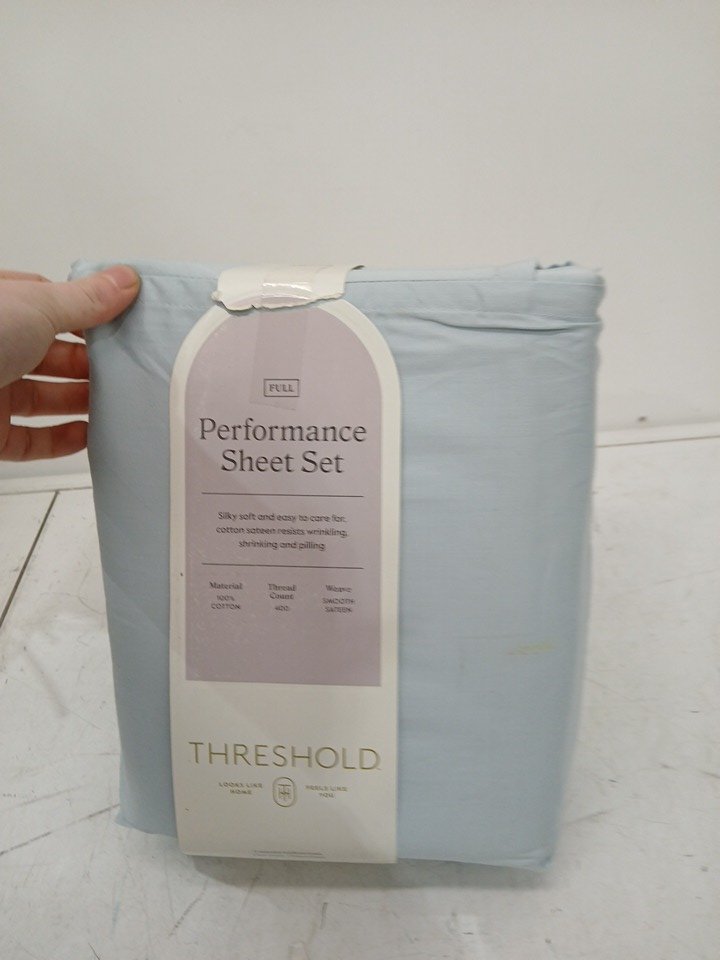 FULL
Performance
Sheet Set
Silky soft and easy to care for,
cotton sateen resists wrinkling,
shrinking and pilling
Material Thread Count Weave
100% COTTON 400 SMOOTH SATEEN
THRESHOLD
LOOKS LIKE HOME FEELS LIKE YOU